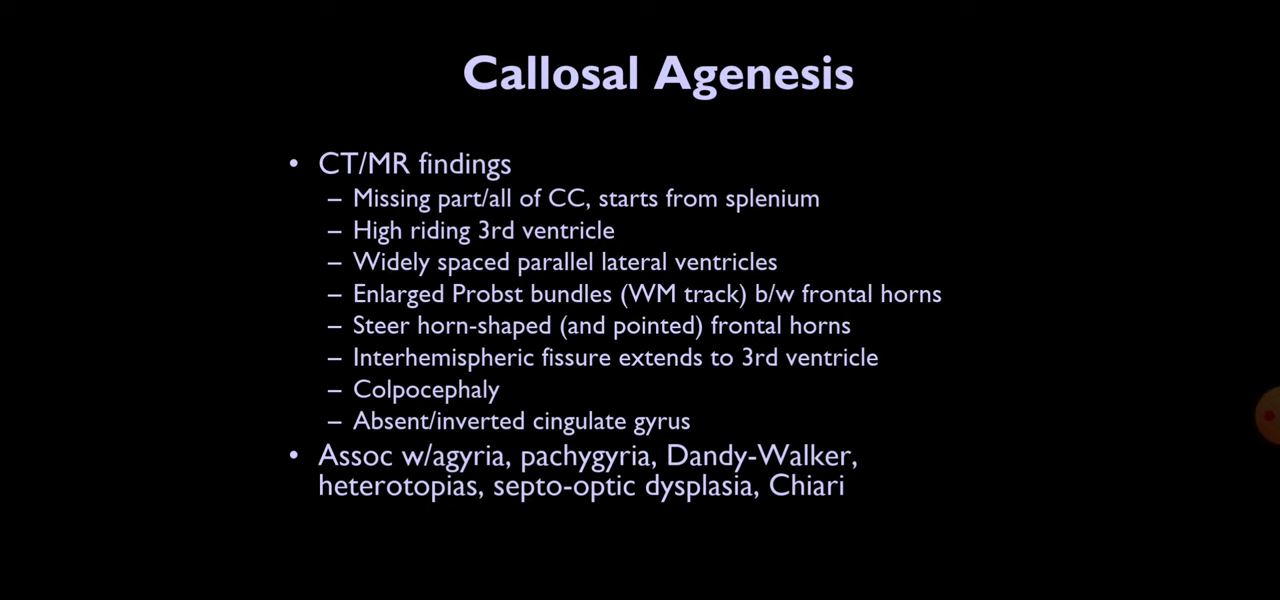 Callosal Agenesis
• CT/MR findings
– Missing part/all of CC, starts from splenium
– High riding 3rd ventricle
– Widely spaced parallel lateral ventricles
– Enlarged Probst bundles (WM track) b/w frontal horns
– Steer horn-shaped (and pointed) frontal horns
– Interhemispheric fissure extends to 3rd ventricle
– Colpocephaly
– Absent/inverted cingulate gyrus
• Assoc w/agyria, pachygyria, Dandy-Walker,
heterotopias, septo-optic dysplasia, Chiari